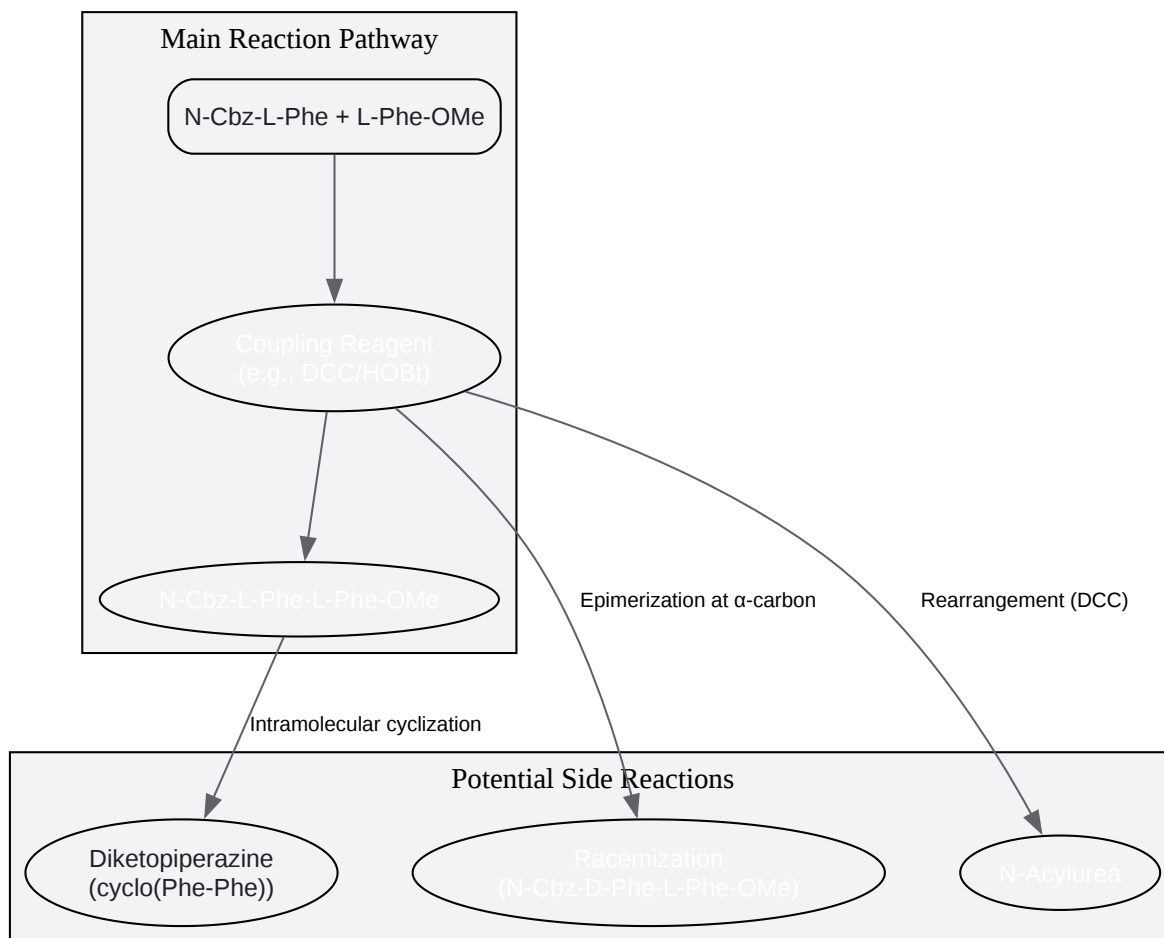 Main Reaction Pathway
N-Cbz-L-Phe + L-Phe-OMe
Coupling Reagent
(e.g., DCC/HOBt)
N-Cbz-L-Phe-L-Phe-OMe
Epimerization at α-carbon
Rearrangement (DCC)
Intramolecular cyclization
Potential Side Reactions
Diketopiperazine
(cyclo(Phe-Phe))
Racemization
(N-Cbz-D-Phe-L-Phe-OMe)
N-Acylurea